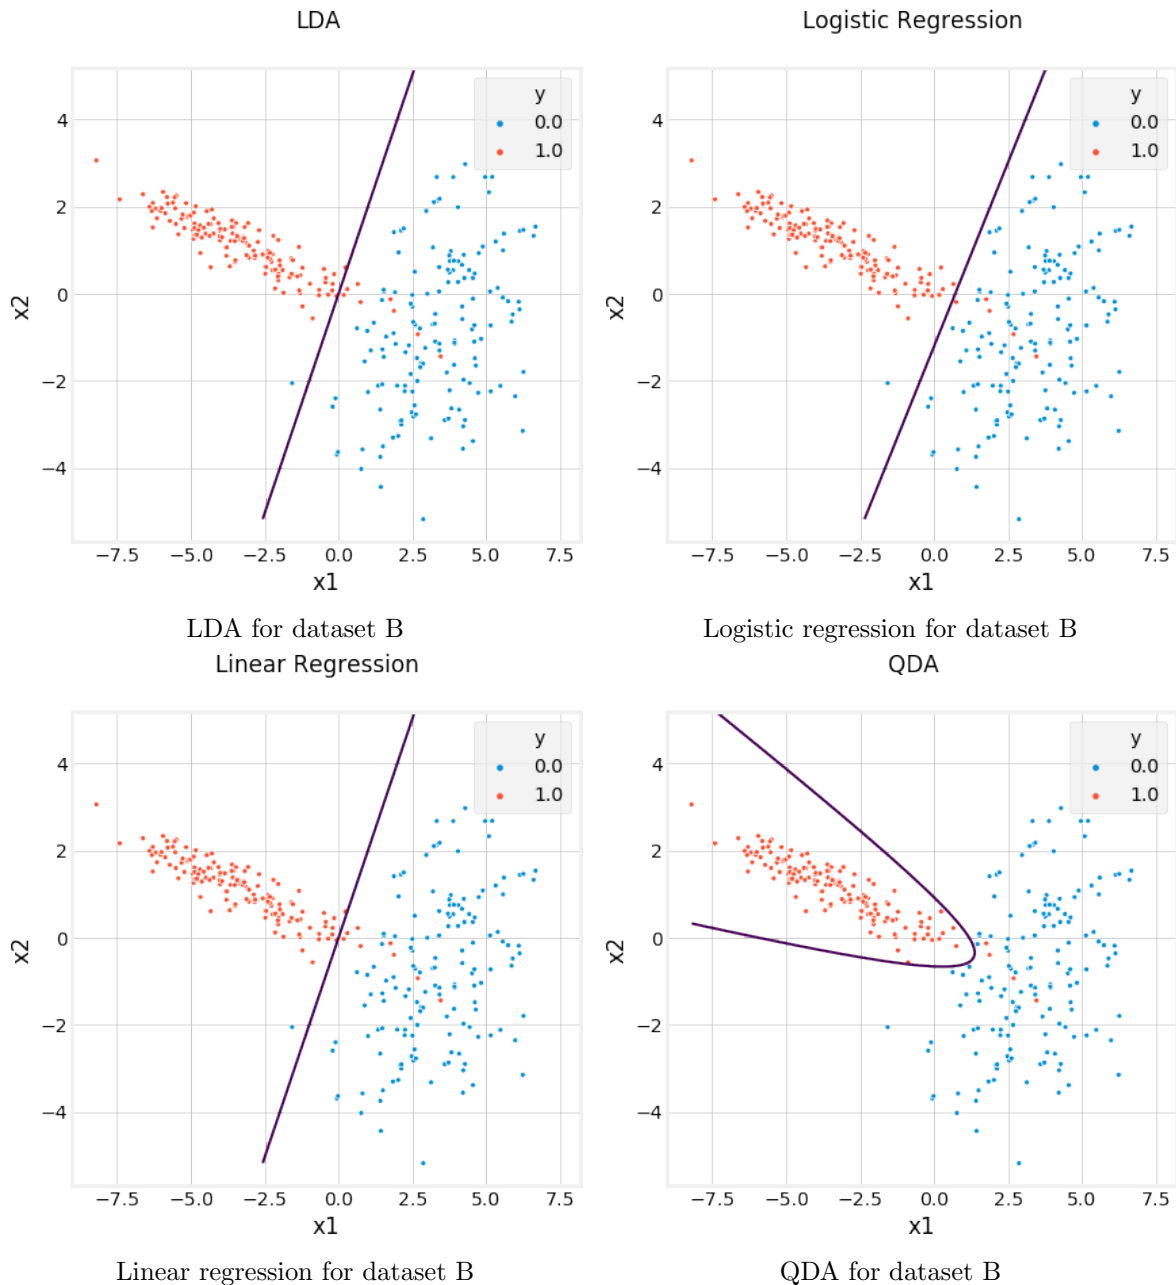 LDA
Logistic Regression
y
0.0
1.0
4
2
0
−2
−4
x2
−7.5 −5.0 −2.5 0.0 2.5 5.0 7.5
x1
y
0.0
1.0
4
2
0
−2
−4
x2
−7.5 −5.0 −2.5 0.0 2.5 5.0 7.5
x1
LDA for dataset B
Logistic regression for dataset B
Linear Regression
QDA
y
0.0
1.0
4
2
0
−2
−4
x2
−7.5 −5.0 −2.5 0.0 2.5 5.0 7.5
x1
y
0.0
1.0
4
2
0
−2
−4
x2
−7.5 −5.0 −2.5 0.0 2.5 5.0 7.5
x1
Linear regression for dataset B
QDA for dataset B